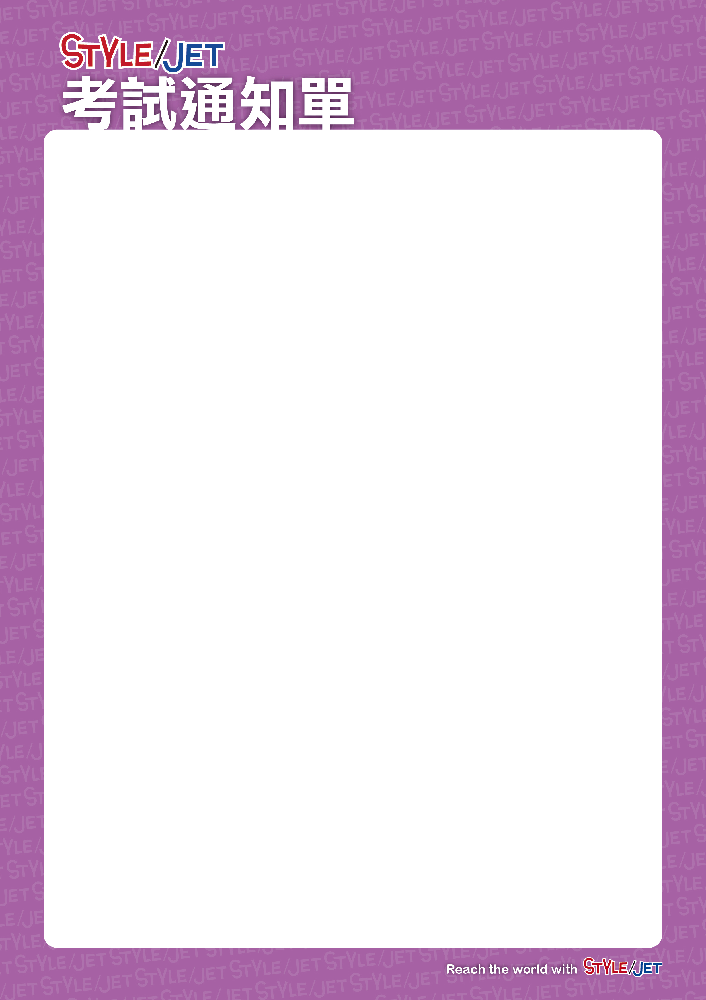 STYLE/JET
考試通知單
Reach the world with STYLE/JET